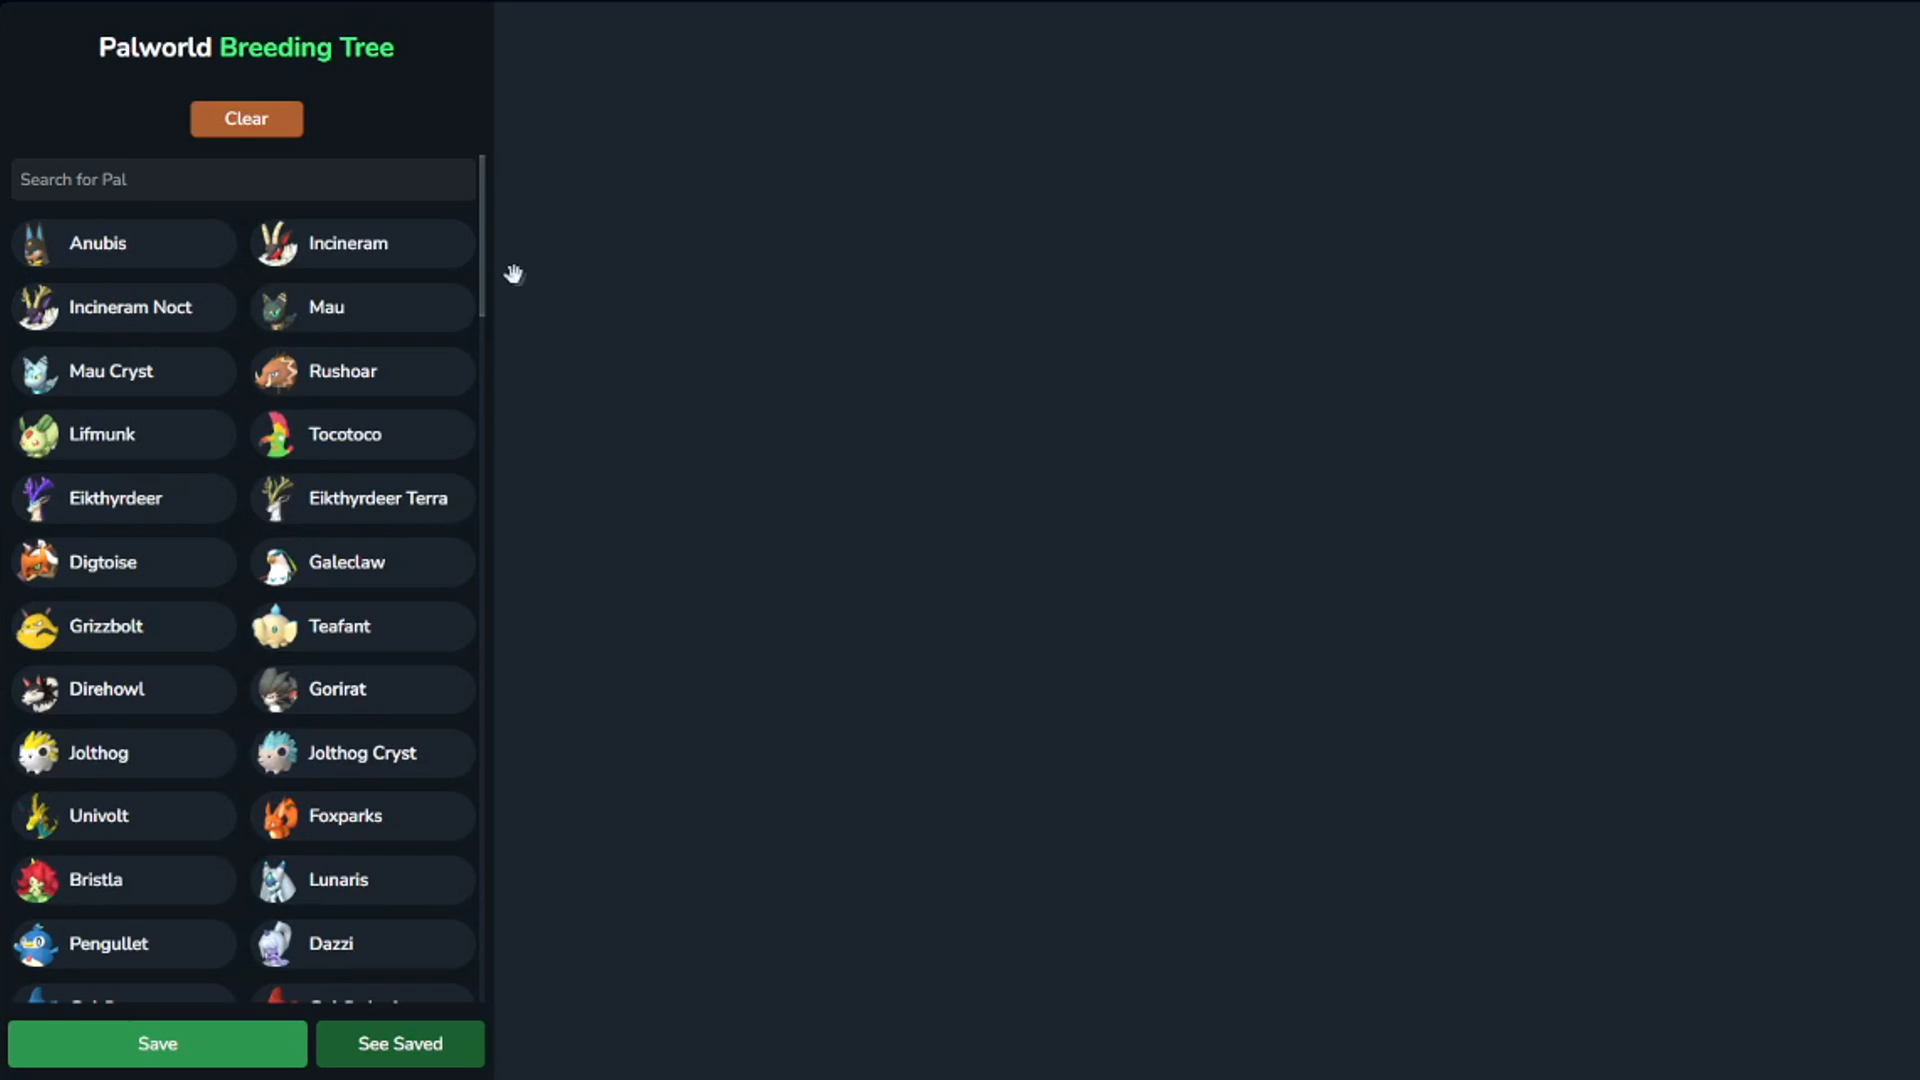 Palworld Breeding Tree
Clear
Search for Pal
Anubis
Incineram
Incineram Noct
Mau
Mau Cryst
Rushoar
Lifmunk
Tocotoco
Eikthyrdeer
Eikthyrdeer Terra
Digtoise
Galeclaw
Grizzbolt
Teafant
Direhowl
Gorirat
Jolthog
Jolthog Cryst
Univolt
Foxparks
Bristla
Lunaris
Pengullet
Dazzi
Save
See Saved